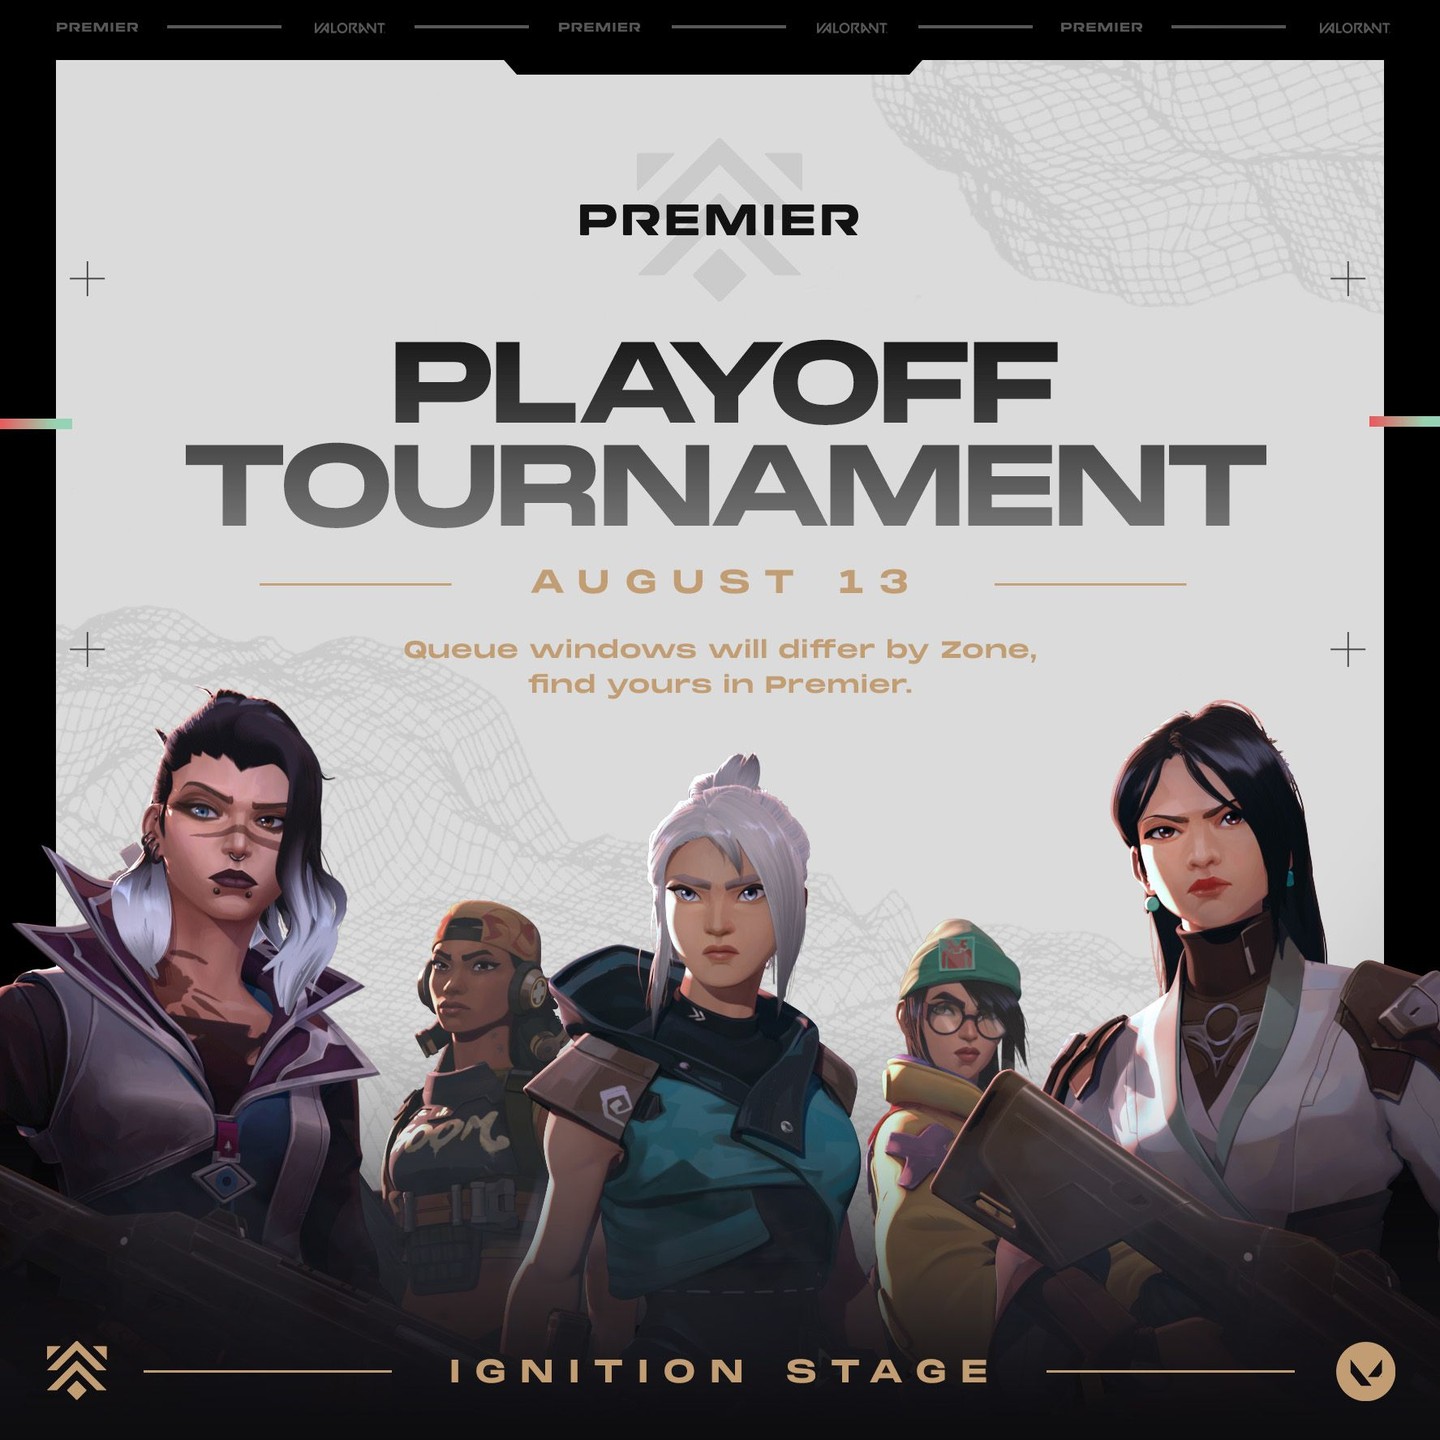 PREMIER VALORANT PREMIER VALORANT PREMIER VALORANT
PREMIER
PLAYOFF
TOURNAMENT
AUGUST 13
Queue windows will differ by Zone,
find yours in Premier.
OOM
IGNITION STAGE